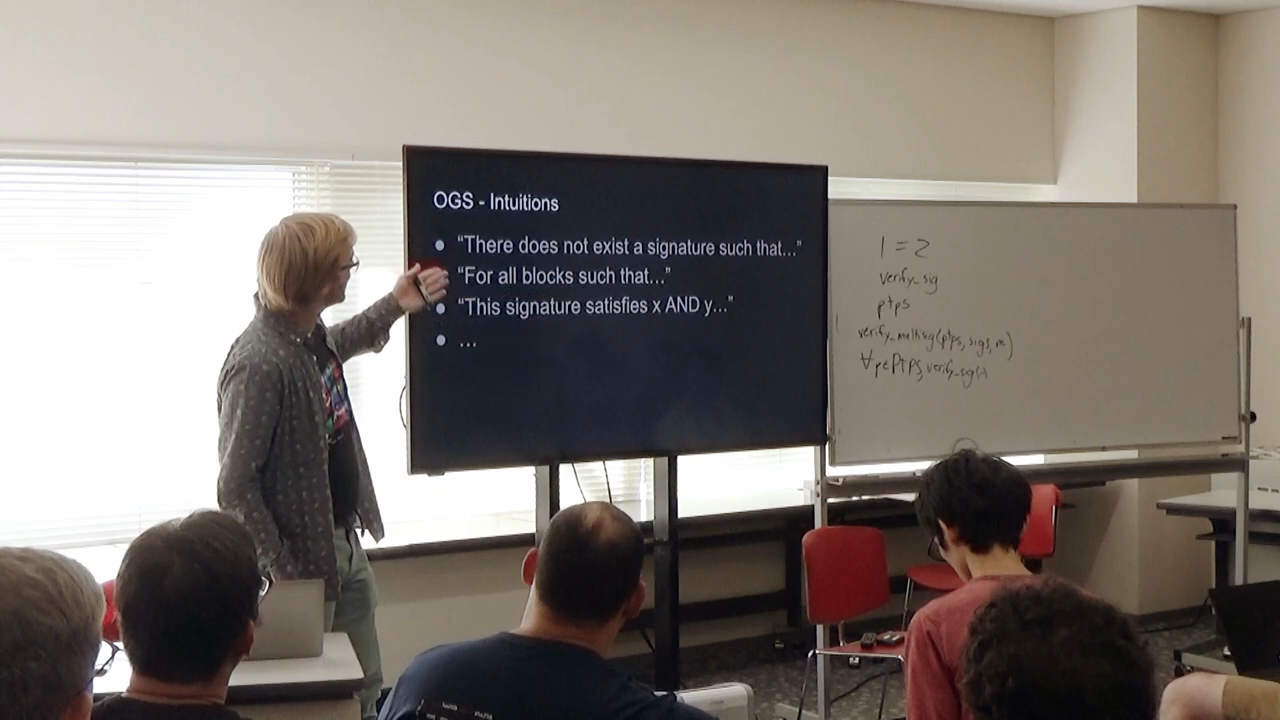 OGS - Intuitions
● “There does not exist a signature such that...”
● “For all blocks such that...”
● “This signature satisfies x AND y...”
● ...
1 = 2
verify_sig
ptps
verify_multisig(ptps, sigs, m)
∀p∈ptps, verify_sig(